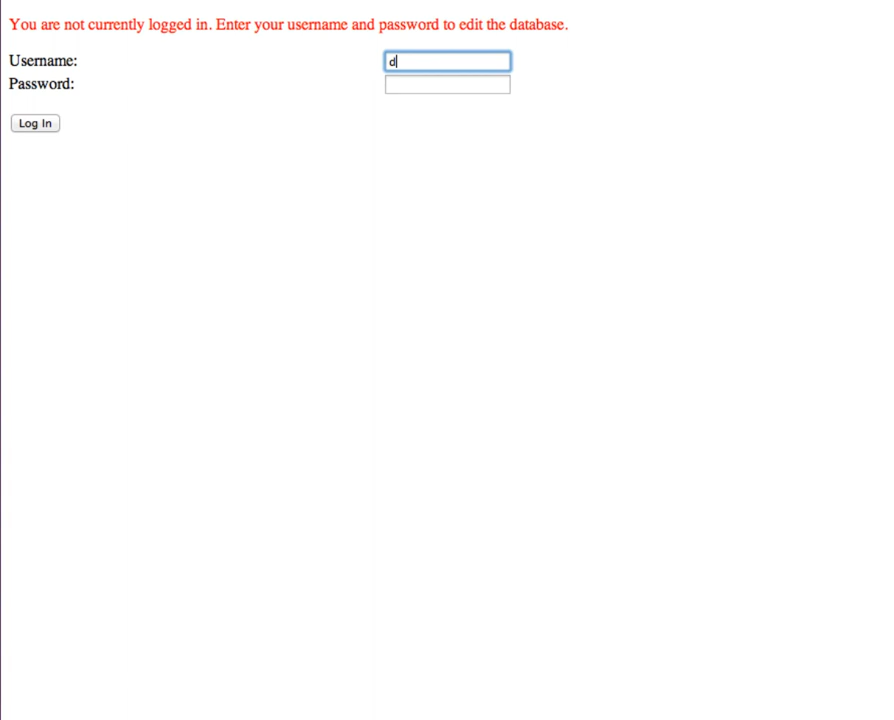 You are not currently logged in. Enter your username and password to edit the database.
Username: d
Password:
Log In